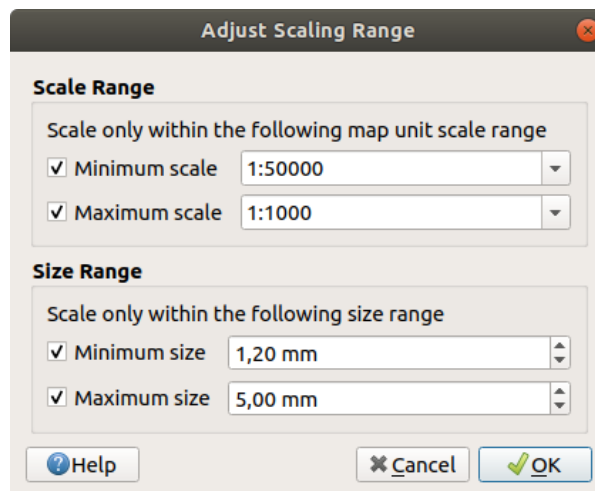 Adjust Scaling Range
Scale Range
Scale only within the following map unit scale range
Minimum scale 1:50000
Maximum scale 1:1000
Size Range
Scale only within the following size range
Minimum size 1,20 mm
Maximum size 5,00 mm
Help Cancel OK